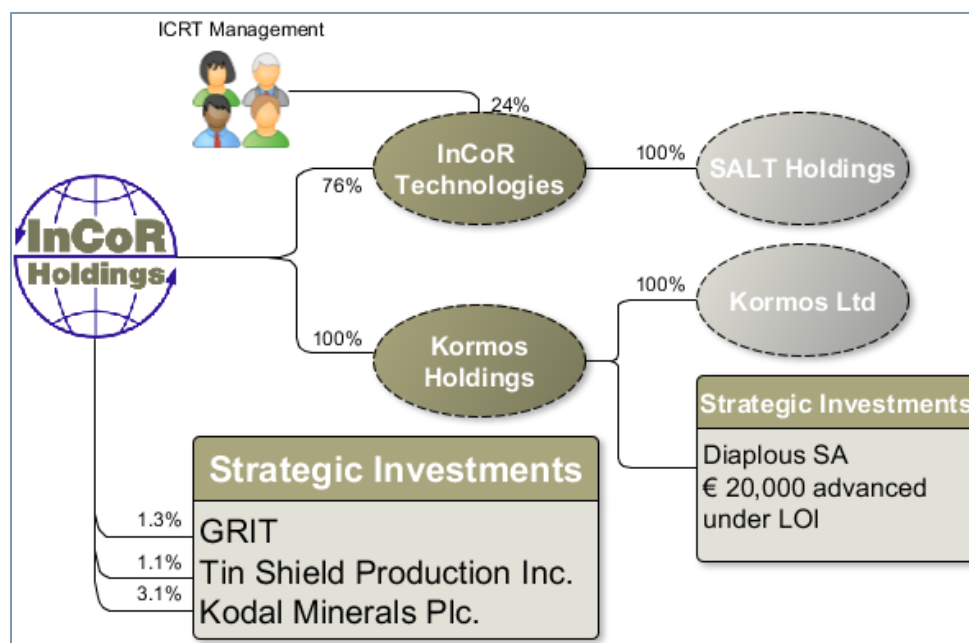 ICRT Management
24%
InCoR
Technologies
100%
SALT Holdings
76%
InCoR
Holdings
100%
Kormos
Holdings
100%
Kormos Ltd
Strategic Investments
Diaplous SA
€ 20,000 advanced
under LOI
Strategic Investments
1.3%
GRIT
1.1%
Tin Shield Production Inc.
3.1%
Kodal Minerals Plc.